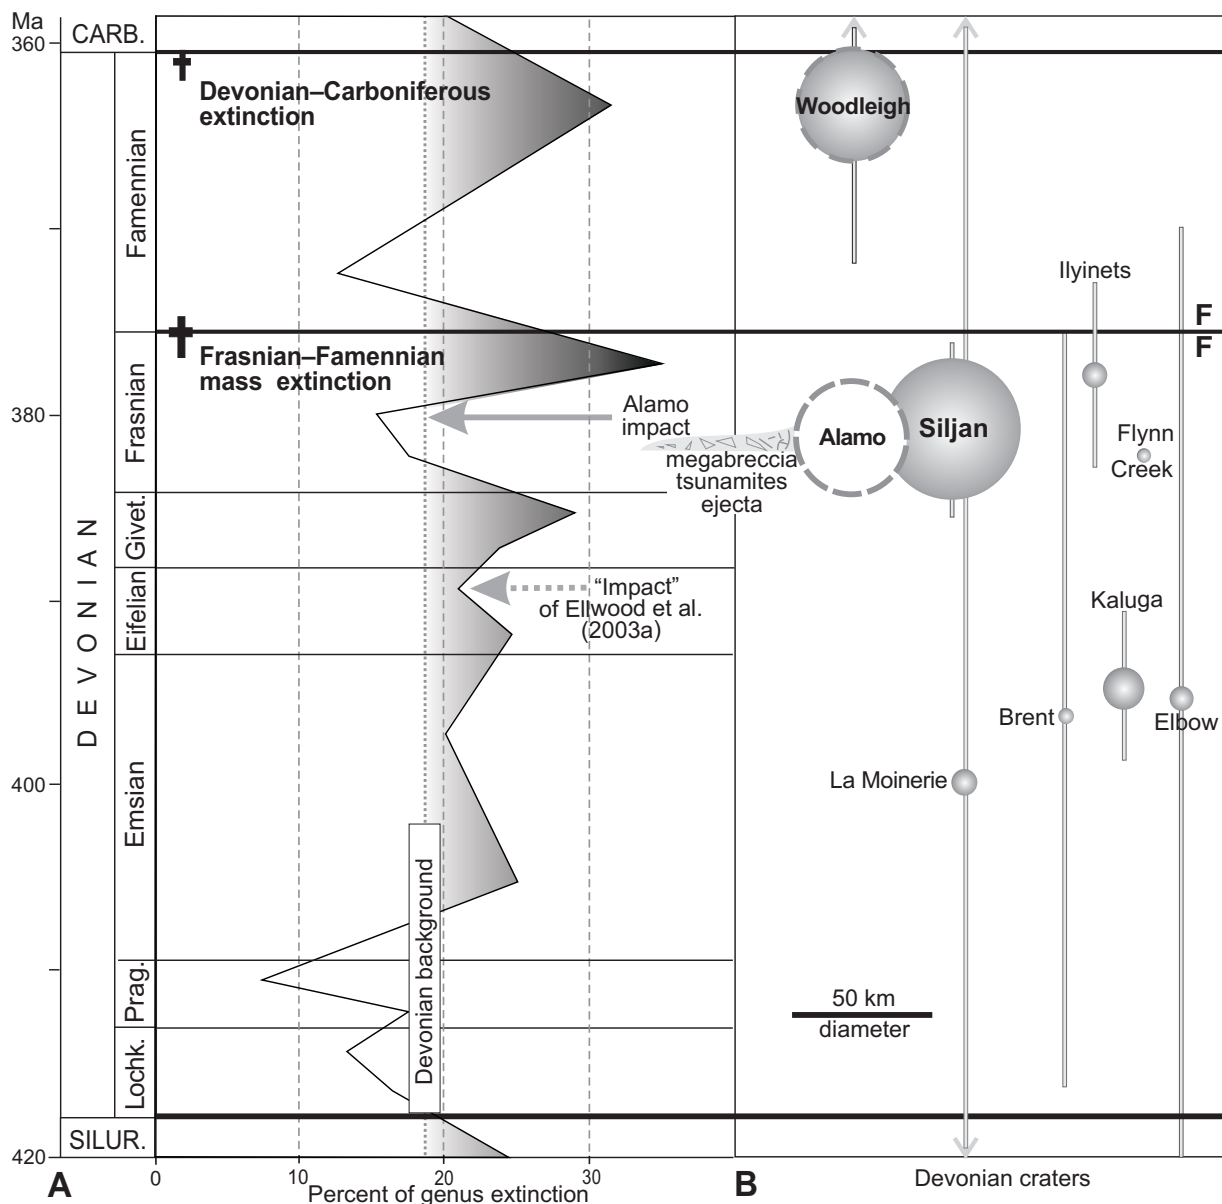 Ma
360
380
400
420
CARB.
DEVONIAN
SILUR.
Famennian
Frasnian
Givet.
Eifelian
Emsian
Prag.
Lochk.
Devonian–Carboniferous
extinction
Frasnian–Famennian
mass extinction
Alamo
impact
megabreccia
tsunamites
ejecta
“Impact”
of Ellwood et al.
(2003a)
Devonian background
0
10
20
30
Percent of genus extinction
A
Woodleigh
Ilyinets
F
F
Alamo
Siljan
Flynn
Creek
Kaluga
Brent
Elbow
La Moinerie
50 km
diameter
B
Devonian craters